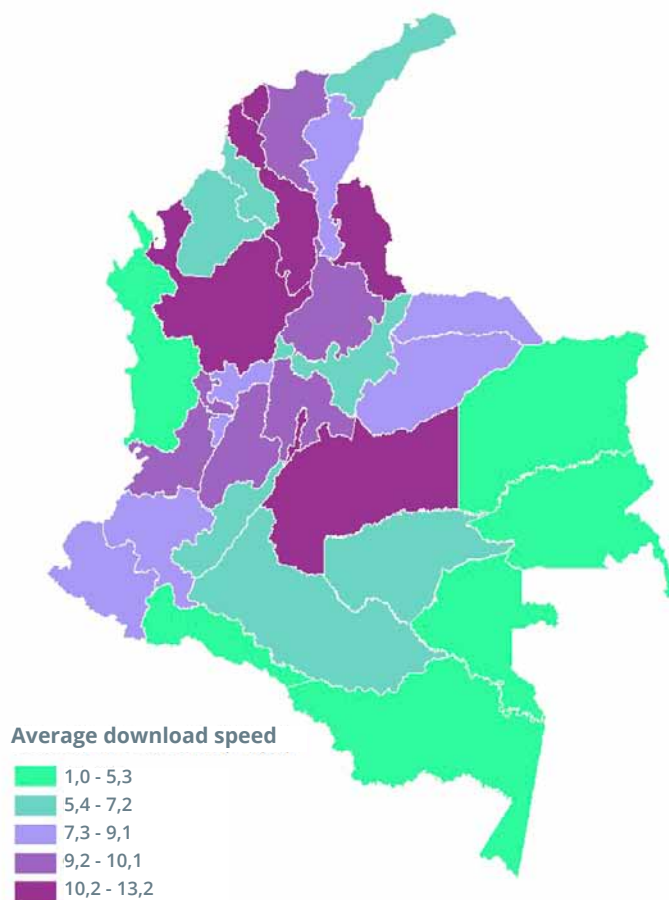 Average download speed
1,0 - 5,3
5,4 - 7,2
7,3 - 9,1
9,2 - 10,1
10,2 - 13,2